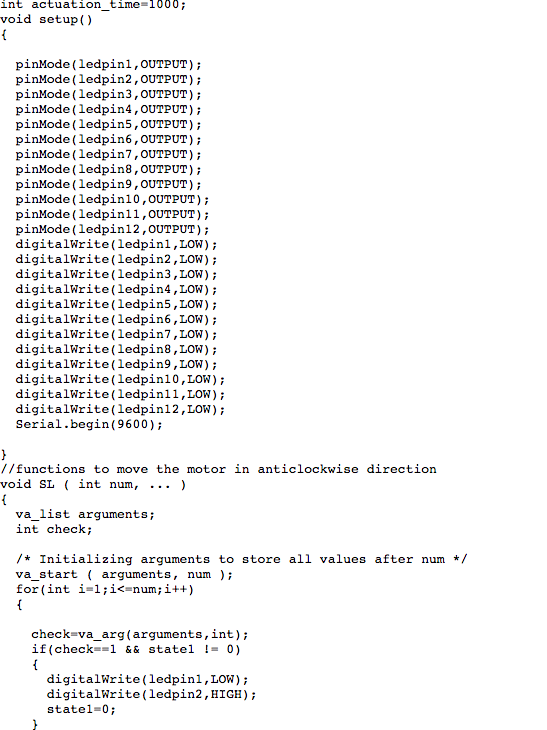 int actuation_time=1000;
void setup()
{
pinMode(ledpin1,OUTPUT);
pinMode(ledpin2,OUTPUT);
pinMode(ledpin3,OUTPUT);
pinMode(ledpin4,OUTPUT);
pinMode(ledpin5,OUTPUT);
pinMode(ledpin6,OUTPUT);
pinMode(ledpin7,OUTPUT);
pinMode(ledpin8,OUTPUT);
pinMode(ledpin9,OUTPUT);
pinMode(ledpin10,OUTPUT);
pinMode(ledpin11,OUTPUT);
pinMode(ledpin12,OUTPUT);
digitalWrite(ledpin1,LOW);
digitalWrite(ledpin2,LOW);
digitalWrite(ledpin3,LOW);
digitalWrite(ledpin4,LOW);
digitalWrite(ledpin5,LOW);
digitalWrite(ledpin6,LOW);
digitalWrite(ledpin7,LOW);
digitalWrite(ledpin8,LOW);
digitalWrite(ledpin9,LOW);
digitalWrite(ledpin10,LOW);
digitalWrite(ledpin11,LOW);
digitalWrite(ledpin12,LOW);
Serial.begin(9600);
}
//functions to move the motor in anticlockwise direction
void SL ( int num, ... )
{
va_list arguments;
int check;
/* Initializing arguments to store all values after num */
va_start ( arguments, num );
for(int i=1;i<=num;i++)
{
check=va_arg(arguments,int);
if(check==1 && state1 != 0)
{
digitalWrite(ledpin1,LOW);
digitalWrite(ledpin2,HIGH);
state1=0;
}